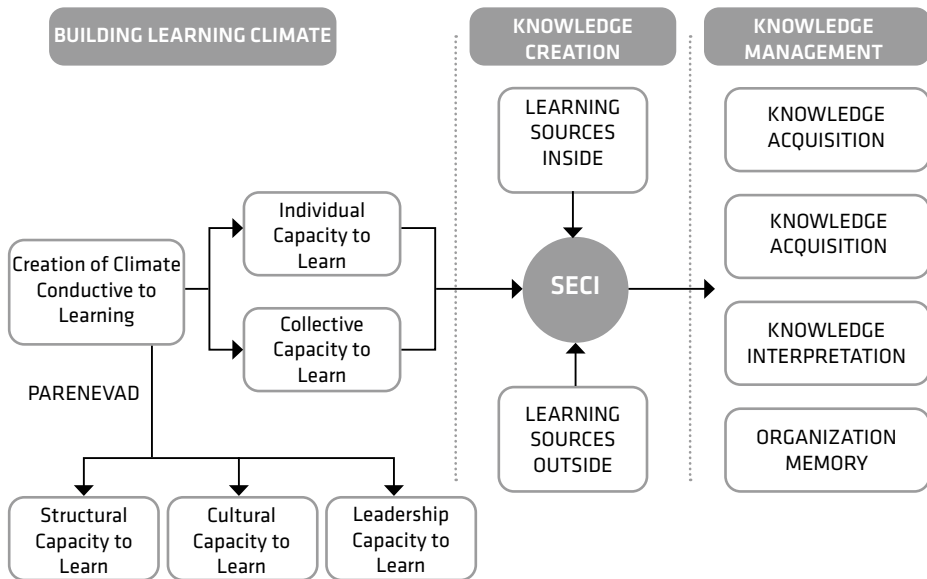 BUILDING LEARNING CLIMATE
KNOWLEDGE
CREATION
KNOWLEDGE
MANAGEMENT
Creation of Climate
Conductive to
Learning
PARENEVAD
Individual
Capacity to
Learn
Collective
Capacity to
Learn
Structural
Capacity to
Learn
Cultural
Capacity to
Learn
Leadership
Capacity to
Learn
LEARNING
SOURCES
INSIDE
SECI
LEARNING
SOURCES
OUTSIDE
KNOWLEDGE
ACQUISITION
KNOWLEDGE
ACQUISITION
KNOWLEDGE
INTERPRETATION
ORGANIZATION
MEMORY